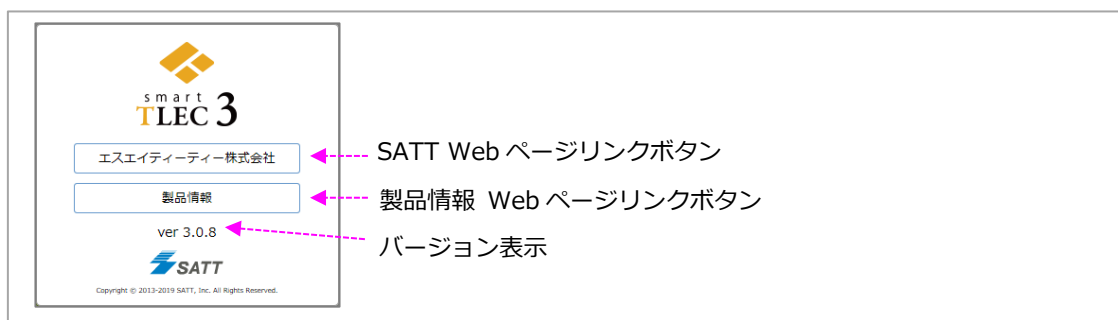 smart
TLEC 3
エスエイティーティー株式会社
SATT Web ページリンクボタン
製品情報
製品情報 Web ページリンクボタン
ver 3.0.8
バージョン表示
SATT
Copyright © 2013-2019 SATT, Inc. All Rights Reserved.